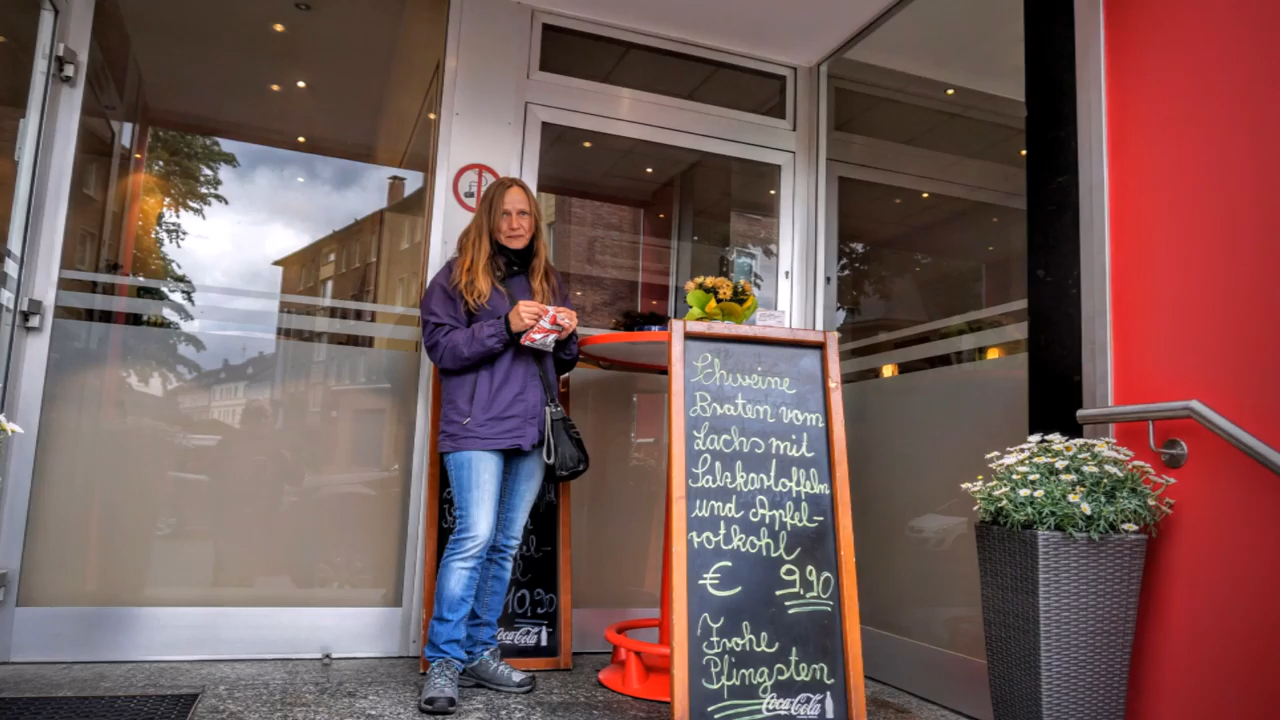 Schweine
Braten vom
Lachs mit
Salzkartoffeln
und Apfel-
rotkohl
€ 9,90
Frohe
Pfingsten
Coca-Cola
10,90
Coca-Cola